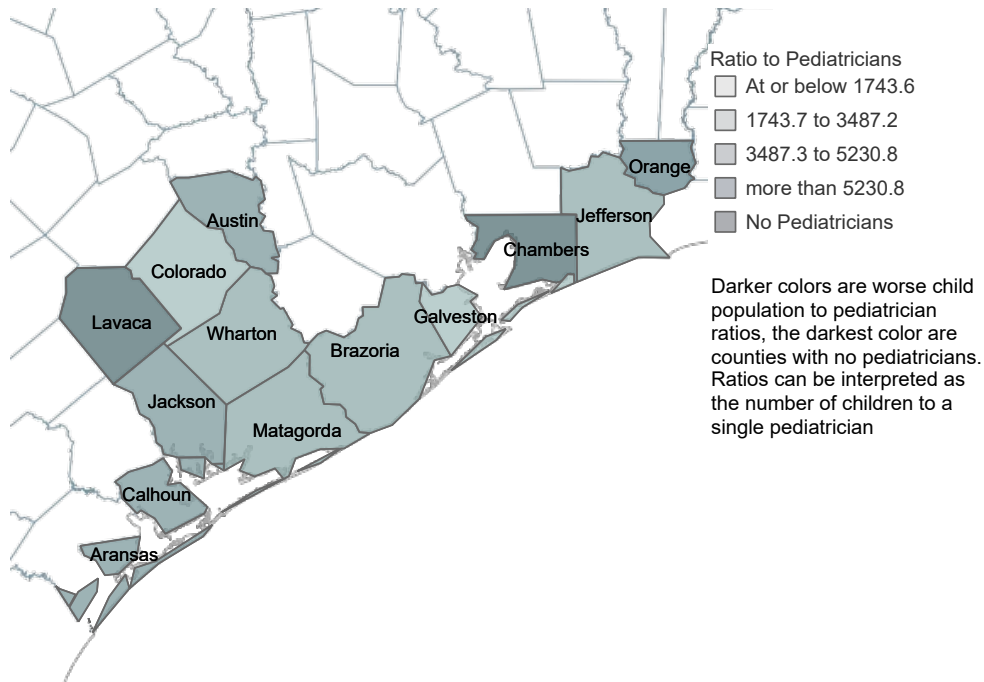 Ratio to Pediatricians
At or below 1743.6
1743.7 to 3487.2
3487.3 to 5230.8
more than 5230.8
No Pediatricians
Orange
Austin
Jefferson
Chambers
Colorado
Galveston
Lavaca
Wharton
Brazoria
Jackson
Matagorda
Calhoun
Aransas
Darker colors are worse child
population to pediatrician
ratios, the darkest color are
counties with no pediatricians.
Ratios can be interpreted as
the number of children to a
single pediatrician